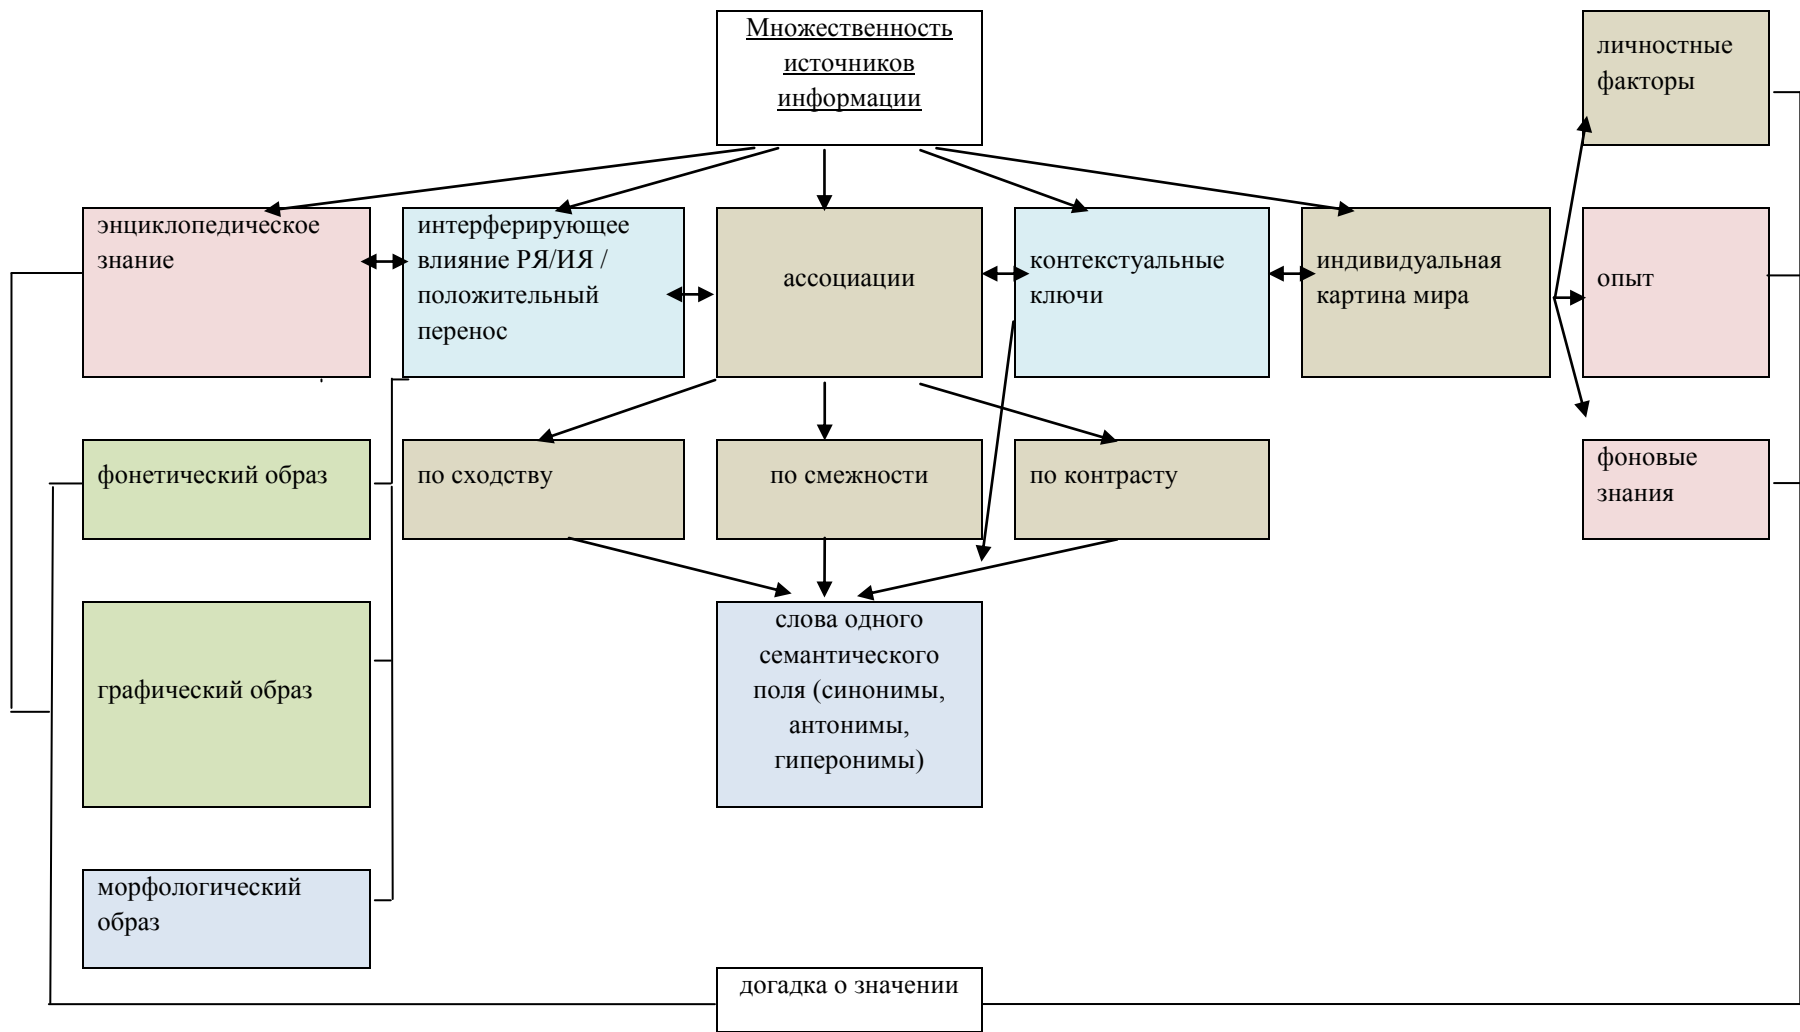 Множественность
источников
информации
личностные
факторы
энциклопедическое
знание
интерферирующее
влияние РЯ/ИЯ /
положительный
перенос
ассоциации
контекстуальные
ключи
индивидуальная
картина мира
опыт
фонетический образ
по сходству
по смежности
по контрасту
фоновые
знания
графический образ
слова одного
семантического
поля (синонимы,
антонимы,
гиперонимы)
морфологический
образ
догадка о значении